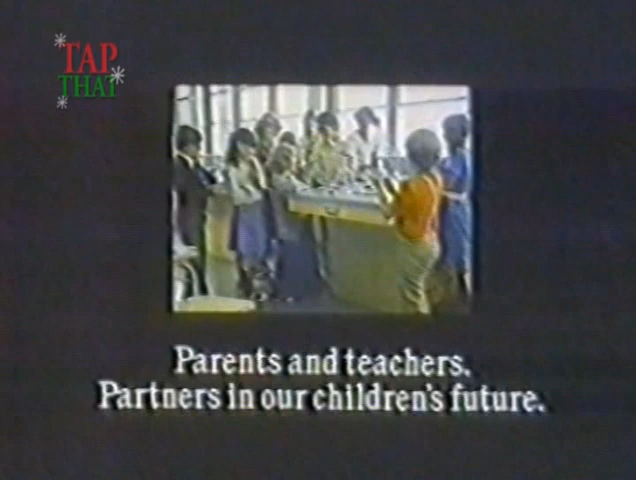 TAP
THAT
Parents and teachers.
Partners in our children's future.